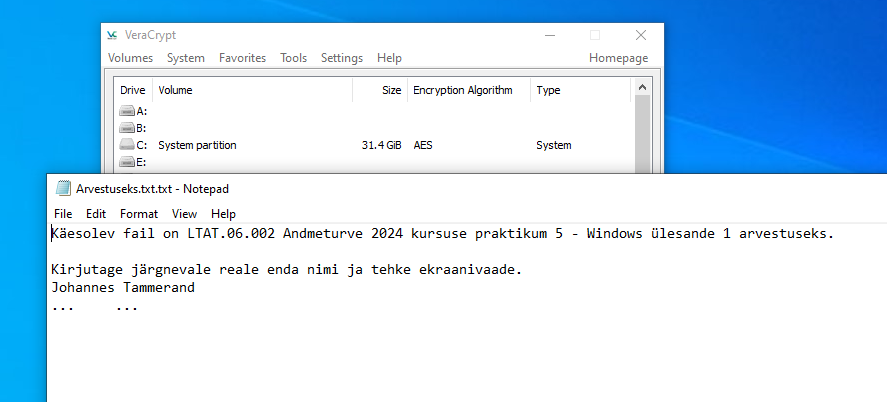 VeraCrypt
Volumes System Favorites Tools Settings Help Homepage
Drive Volume Size Encryption Algorithm Type
A:
B:
C: System partition 31.4 GiB AES System
E:
Arvestuseks.txt.txt - Notepad
File Edit Format View Help
Käesolev fail on LTAT.06.002 Andmeturve 2024 kursuse praktikum 5 - Windows ülesande 1 arvestuseks.
Kirjutage järgnevale reale enda nimi ja tehke ekraanivaade.
Johannes Tammerand
... ...